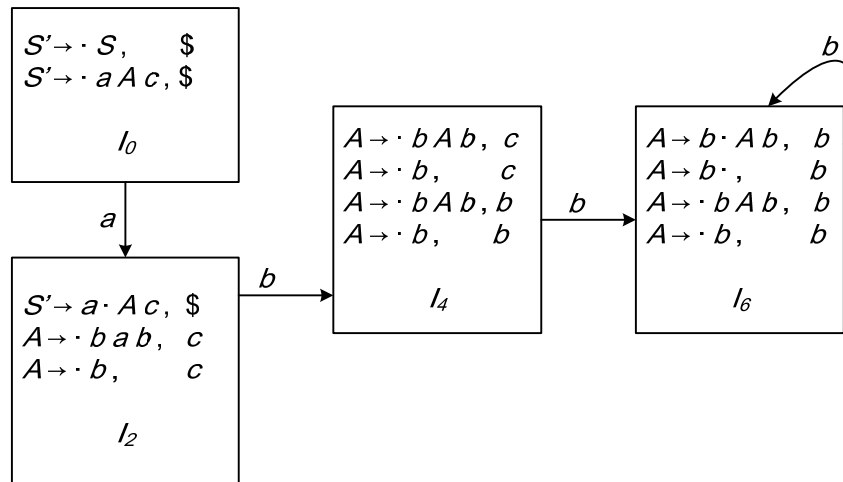 S' → · S, $
S' → · a A c, $
I₀
a
S' → a · A c, $
A → · b a b, c
A → · b, c
I₂
b
A → · b A b, c
A → · b, c
A → · b A b, b
A → · b, b
I₄
b
A → b · A b, b
A → b ·, b
A → · b A b, b
A → · b, b
I₆
b